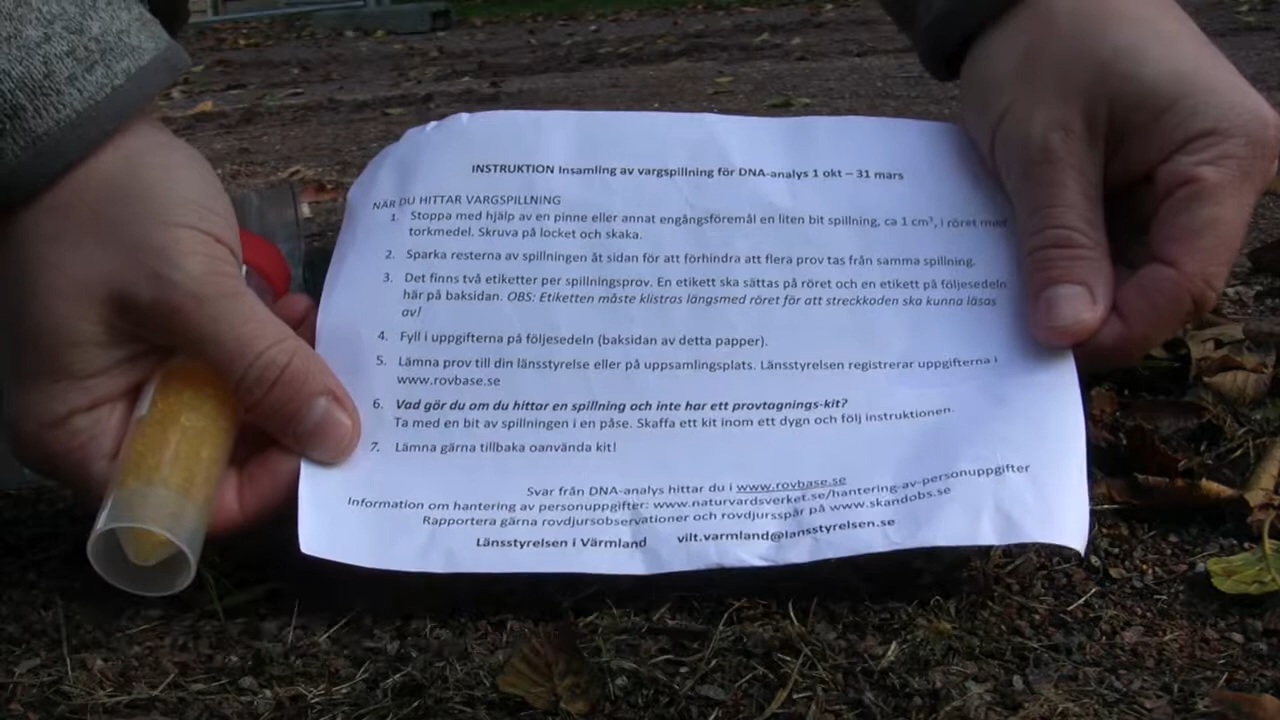 INSTRUKTION Insamling av vargspillning för DNA-analys 1 okt – 31 mars
NÄR DU HITTAR VARGSPILLNING
1. Stoppa med hjälp av en pinne eller annat engångsföremål en liten bit spillning, ca 1 cm³, i röret med
torkmedel. Skruva på locket och skaka.
2. Sparka resterna av spillningen åt sidan för att förhindra att flera prov tas från samma spillning.
3. Det finns två etiketter per spillningsprov. En etikett ska sättas på röret och en etikett på följesedeln
här på baksidan. OBS: Etiketten måste klistras längsmed röret för att streckkoden ska kunna läsas
av!
4. Fyll i uppgifterna på följesedeln (baksidan av detta papper).
5. Lämna prov till din länsstyrelse eller på uppsamlingsplats. Länsstyrelsen registrerar uppgifterna i
www.rovbase.se
6. Vad gör du om du hittar en spillning och inte har ett provtagnings-kit?
Ta med en bit av spillningen i en påse. Skaffa ett kit inom ett dygn och följ instruktionen.
7. Lämna gärna tillbaka oanvända kit!
Svar från DNA-analys hittar du i www.rovbase.se
Information om hantering av personuppgifter: www.naturvardsverket.se/hantering-av-personuppgifter
Rapportera gärna rovdjursobservationer och rovdjursspår på www.skandobs.se
Länsstyrelsen i Värmland vilt.varmland@lansstyrelsen.se